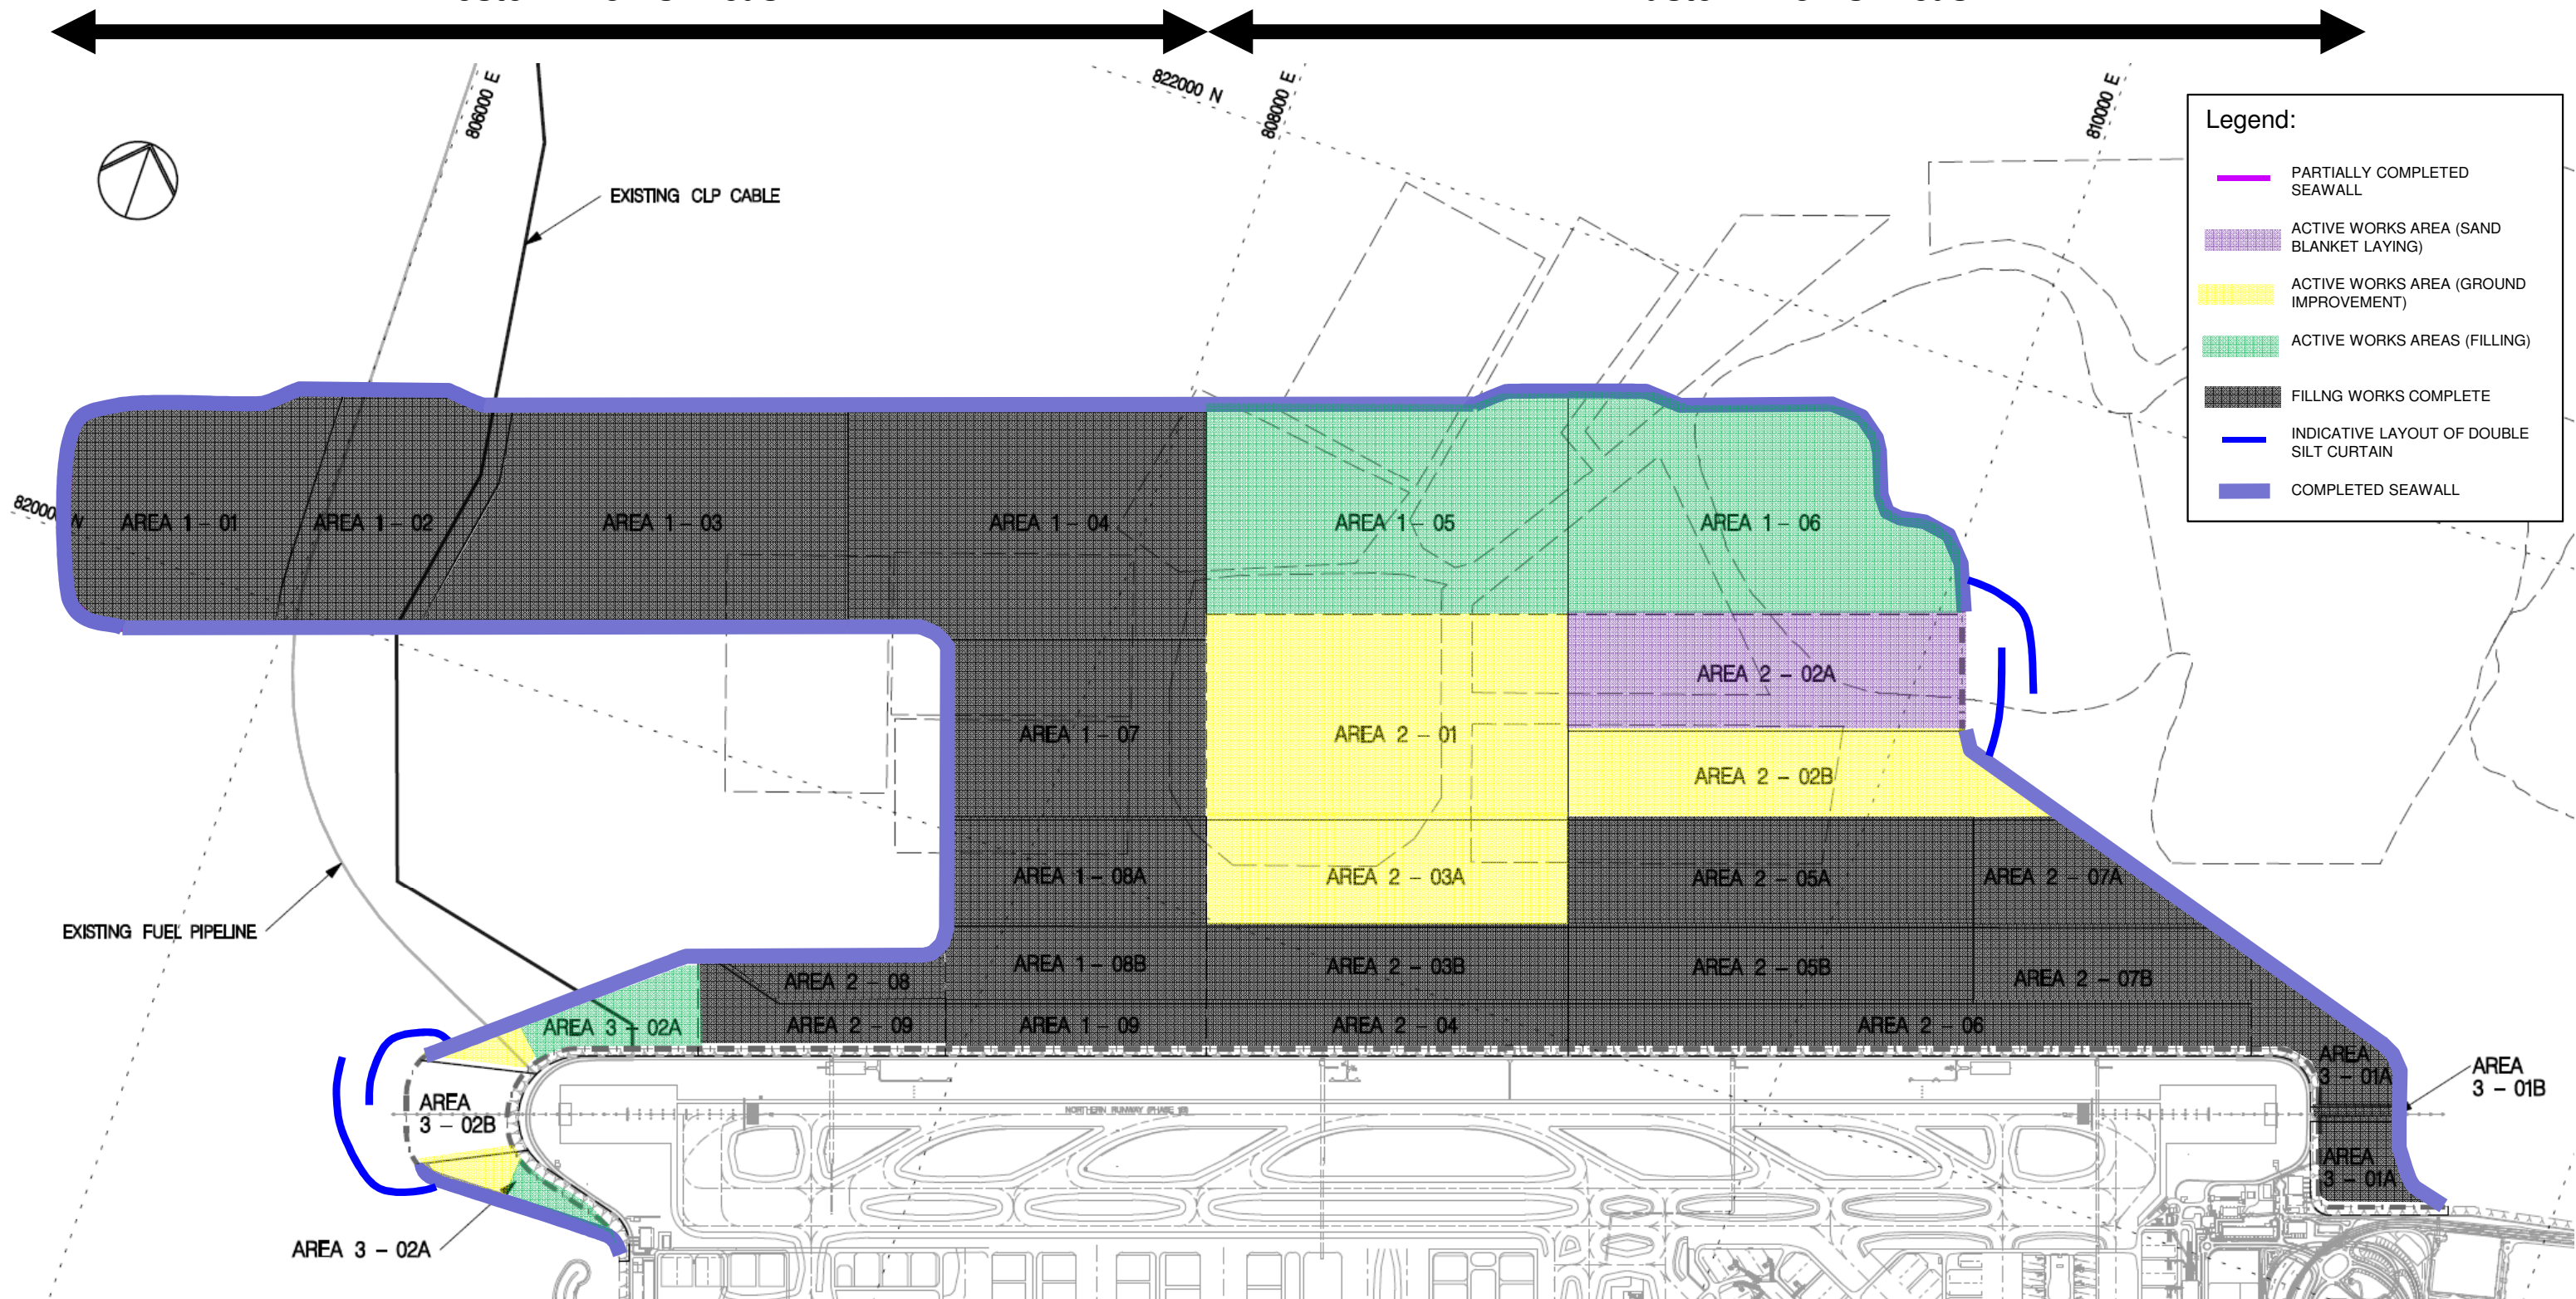 822000 N
806000 E
808000 E
810000 E
Legend:
PARTIALLY COMPLETED
SEAWALL
ACTIVE WORKS AREA (SAND
BLANKET LAYING)
ACTIVE WORKS AREA (GROUND
IMPROVEMENT)
ACTIVE WORKS AREAS (FILLING)
FILLNG WORKS COMPLETE
INDICATIVE LAYOUT OF DOUBLE
SILT CURTAIN
COMPLETED SEAWALL
EXISTING CLP CABLE
820000 N
AREA 1 - 01
AREA 1 - 02
AREA 1 - 03
AREA 1 - 04
AREA 1 - 05
AREA 1 - 06
AREA 2 - 02A
AREA 1 - 07
AREA 2 - 01
AREA 2 - 02B
AREA 1 - 08A
AREA 2 - 03A
AREA 2 - 05A
AREA 2 - 07A
EXISTING FUEL PIPELINE
AREA 2 - 08
AREA 1 - 08B
AREA 2 - 03B
AREA 2 - 05B
AREA 2 - 07B
AREA 3 - 02A
AREA 2 - 09
AREA 1 - 09
AREA 2 - 04
AREA 2 - 06
AREA
3 - 01A
AREA
3 - 01B
AREA
3 - 02B
NORTHERN RUNWAY
AREA
3 - 01A
AREA 3 - 02A